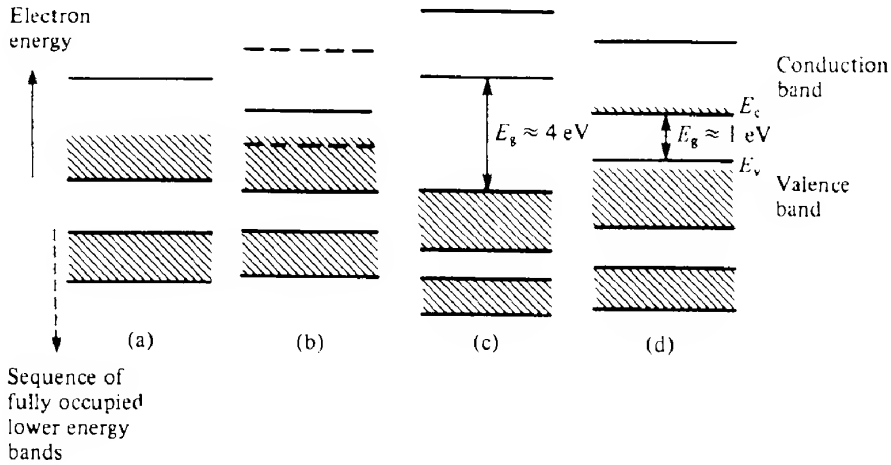 Electron
energy
Conduction
band
E_c
E_g ≈ 4 eV
E_g ≈ 1 eV
E_v
Valence
band
(a)
(b)
(c)
(d)
Sequence of
fully occupied
lower energy
bands